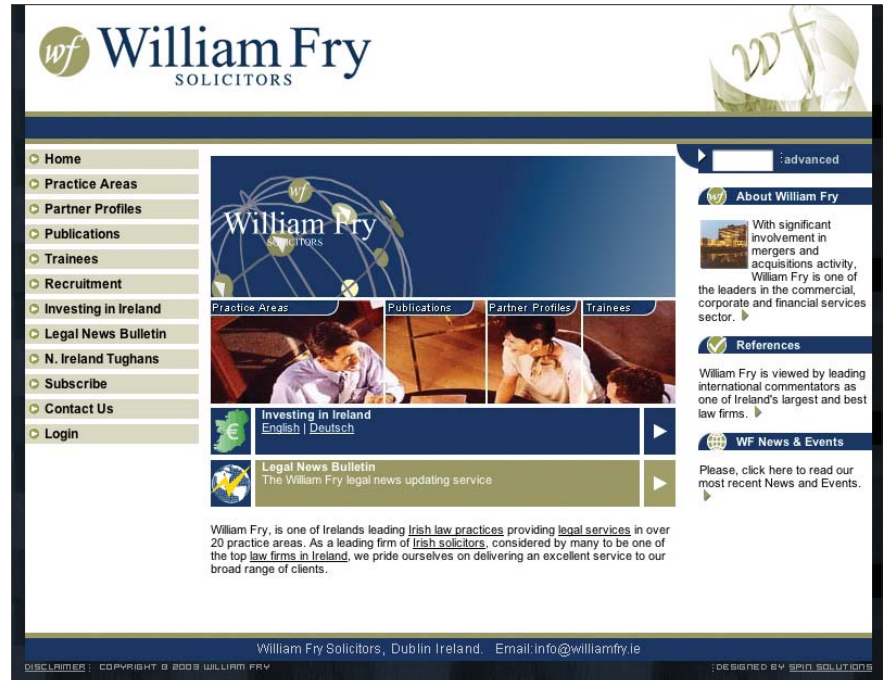 wf William Fry
SOLICITORS
wf
Home
Practice Areas
Partner Profiles
Publications
Trainees
Recruitment
Investing in Ireland
Legal News Bulletin
N. Ireland Tughans
Subscribe
Contact Us
Login
wf
William Fry
SOLICITORS
Practice Areas
Publications
Partner Profiles
Trainees
€
Investing in Ireland
English | Deutsch
Legal News Bulletin
The William Fry legal news updating service
William Fry, is one of Irelands leading Irish law practices providing legal services in over
20 practice areas. As a leading firm of Irish solicitors, considered by many to be one of
the top law firms in Ireland, we pride ourselves on delivering an excellent service to our
broad range of clients.
:advanced
wf About William Fry
With significant
involvement in
mergers and
acquisitions activity,
William Fry is one of
the leaders in the commercial,
corporate and financial services
sector.
References
William Fry is viewed by leading
international commentators as
one of Ireland's largest and best
law firms.
WF News & Events
Please, click here to read our
most recent News and Events.
William Fry Solicitors, Dublin Ireland. Email:info@williamfry.ie
DISCLAIMER : COPYRIGHT © 2003 WILLIAM FRY
:DESIGNED BY SPIN SOLUTIONS